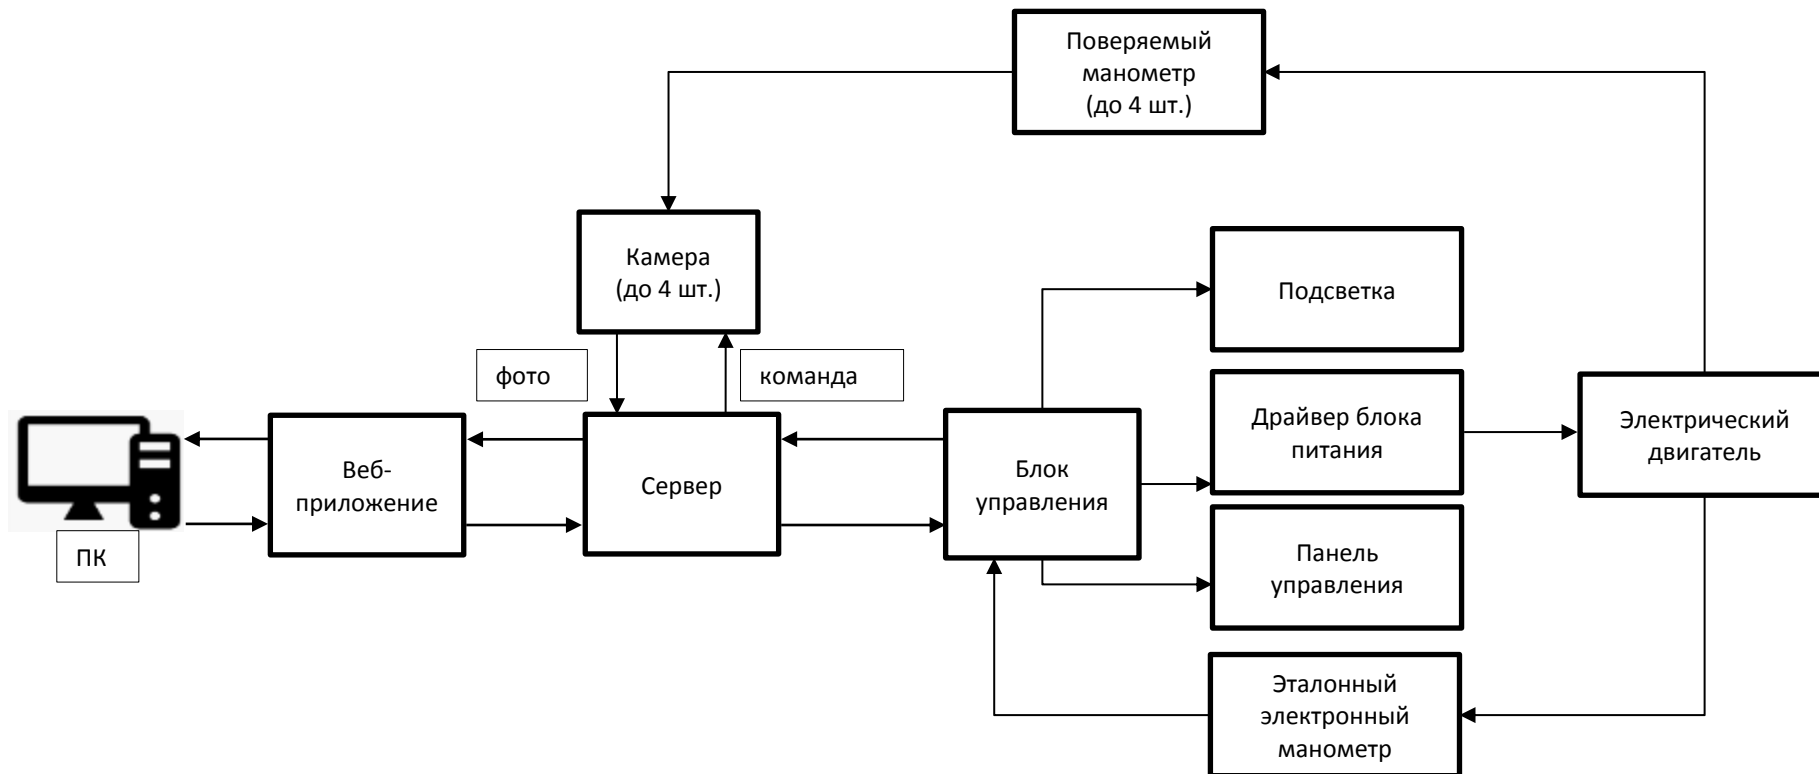 Поверяемый
манометр
(до 4 шт.)
Камера
(до 4 шт.)
Подсветка
фото
команда
Драйвер блока
питания
Электрический
двигатель
Веб-
приложение
Сервер
Блок
управления
ПК
Панель
управления
Эталонный
электронный
манометр